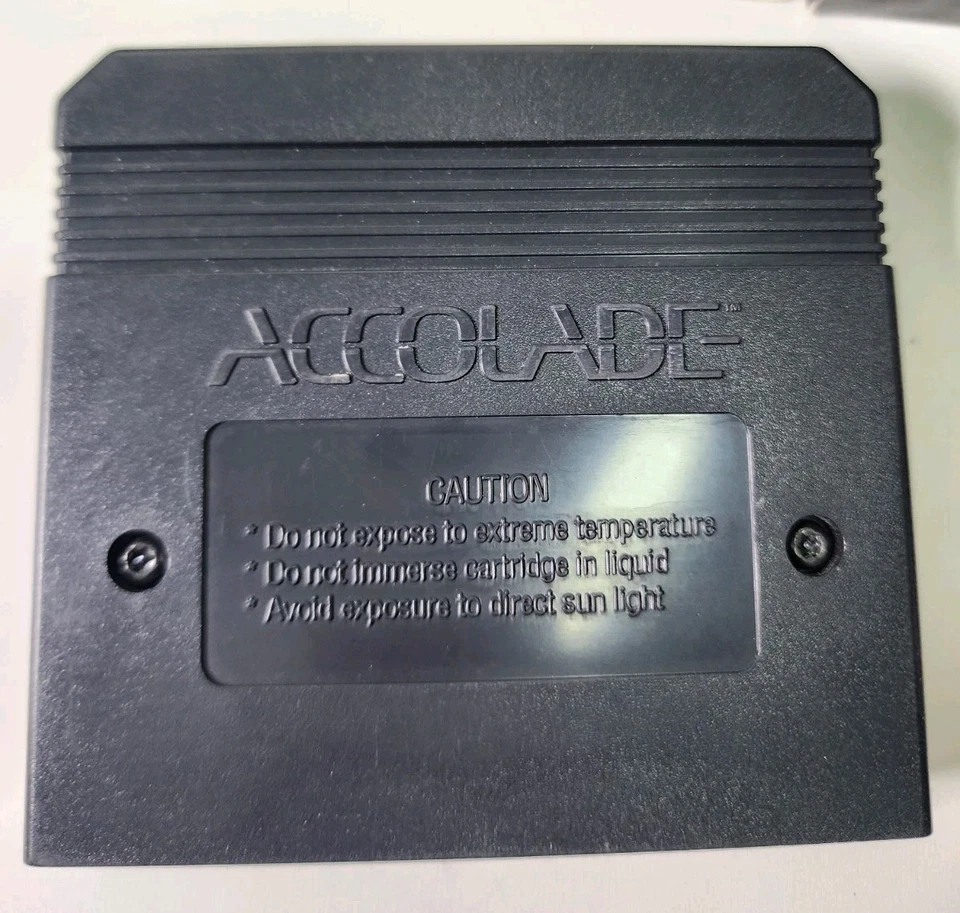 ACCOLADE™
CAUTION
* Do not expose to extreme temperature
* Do not immerse cartridge in liquid
* Avoid exposure to direct sun light